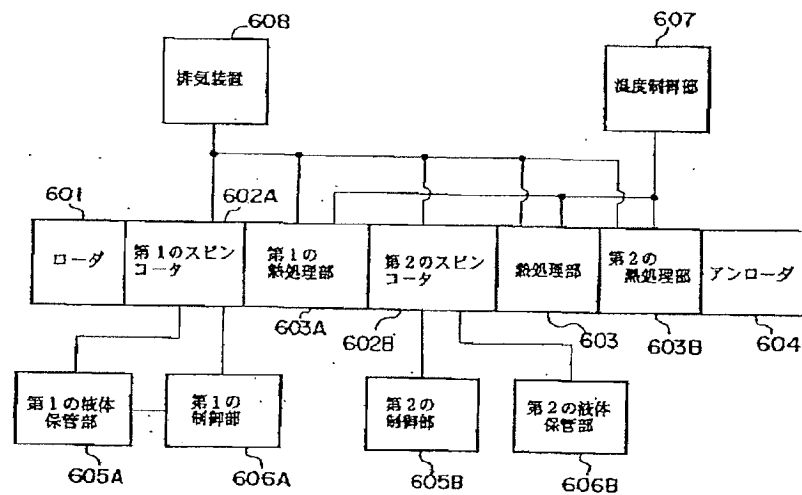 608
607
排気装置
温度制御部
601
602A
ローダ
第1のスピン
コータ
第1の
熱処理部
第2のスピン
コータ
熱処理部
第2の
熱処理部
アンローダ
603A
602B
603
603B
604
第1の液体
保管部
第1の
制御部
第2の
制御部
第2の液体
保管部
605A
606A
605B
606B